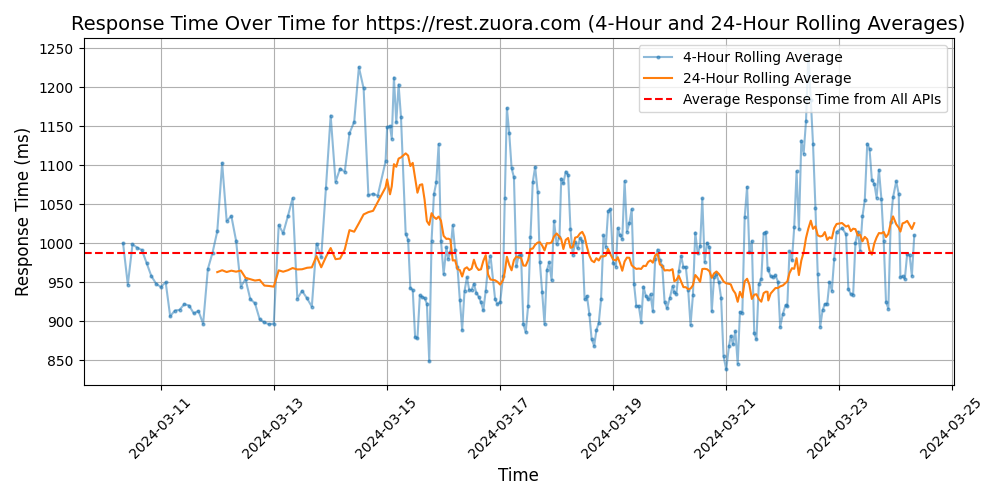 Response Time Over Time for https://rest.zuora.com (4-Hour and 24-Hour Rolling Averages)
4-Hour Rolling Average
24-Hour Rolling Average
Average Response Time from All APIs
Response Time (ms)
1250
1200
1150
1100
1050
1000
950
900
850
2024-03-11
2024-03-13
2024-03-15
2024-03-17
2024-03-19
2024-03-21
2024-03-23
2024-03-25
Time